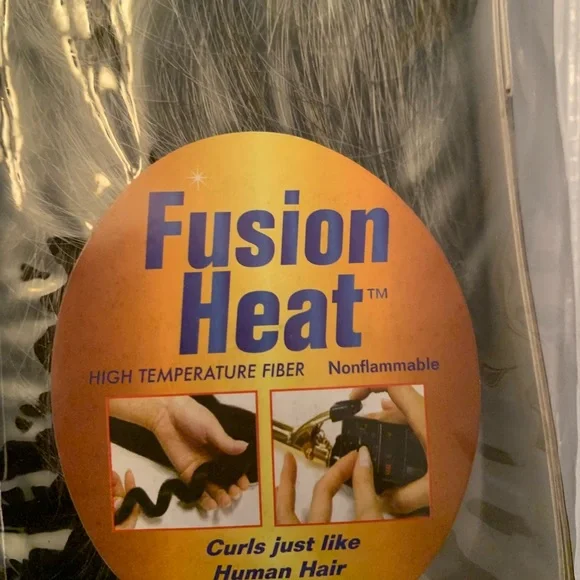 Fusion
Heat™
HIGH TEMPERATURE FIBER Nonflammable
Curls just like
Human Hair